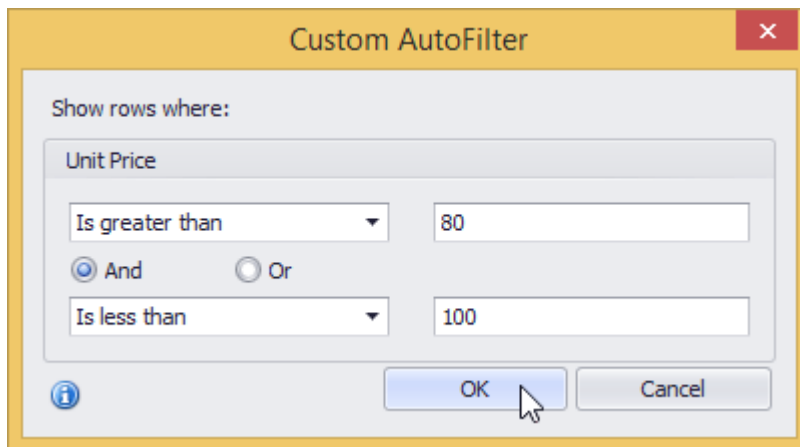 Custom AutoFilter
Show rows where:
Unit Price
Is greater than 80
And Or
Is less than 100
OK Cancel